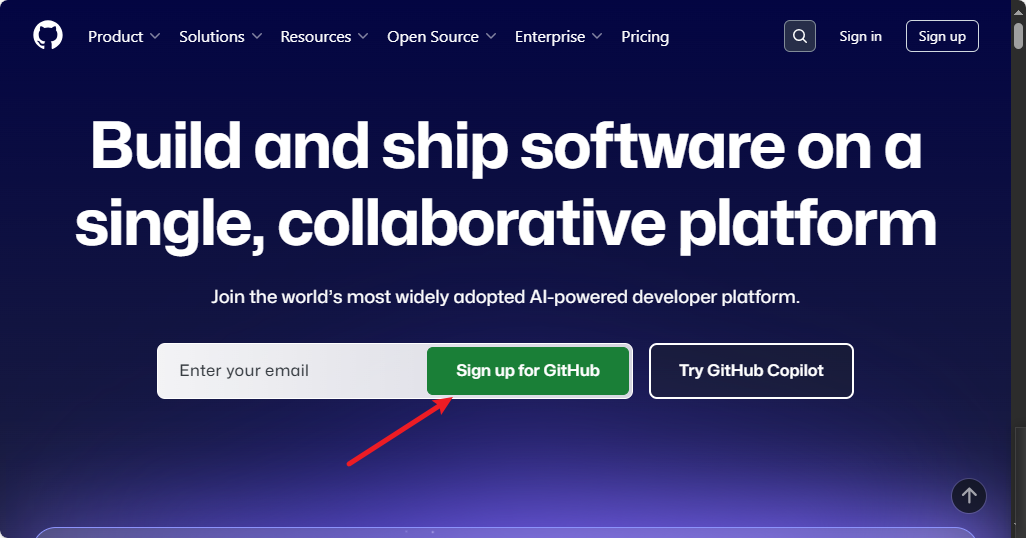 Product Solutions Resources Open Source Enterprise Pricing Sign in Sign up
Build and ship software on a
single, collaborative platform
Join the world’s most widely adopted AI-powered developer platform.
Enter your email Sign up for GitHub Try GitHub Copilot